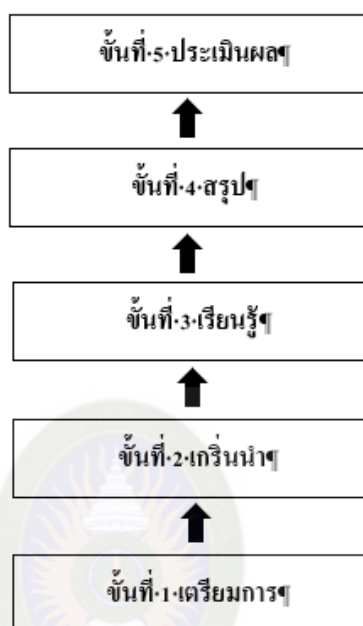 ขั้นที่·5·ประเมินผล¶
ขั้นที่·4·สรุป¶
ขั้นที่·3·เรียนรู้¶
ขั้นที่·2·เกริ่นนำ¶
ขั้นที่·1·เตรียมการ¶